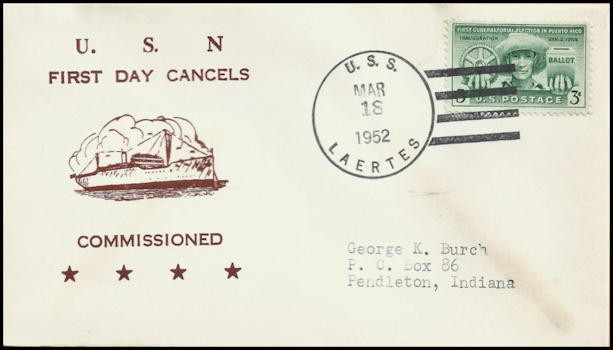 U. S. N
FIRST DAY CANCELS
COMMISSIONED
U. S. S.
MAR
18
1952
LAERTES
FIRST GUBERNATORIAL ELECTION IN PUERTO RICO
INAUGURATION JAN. 2, 1949
BALLOT
3 U.S. POSTAGE 3¢
George K. Burch
P. O. Box 86
Pendleton, Indiana